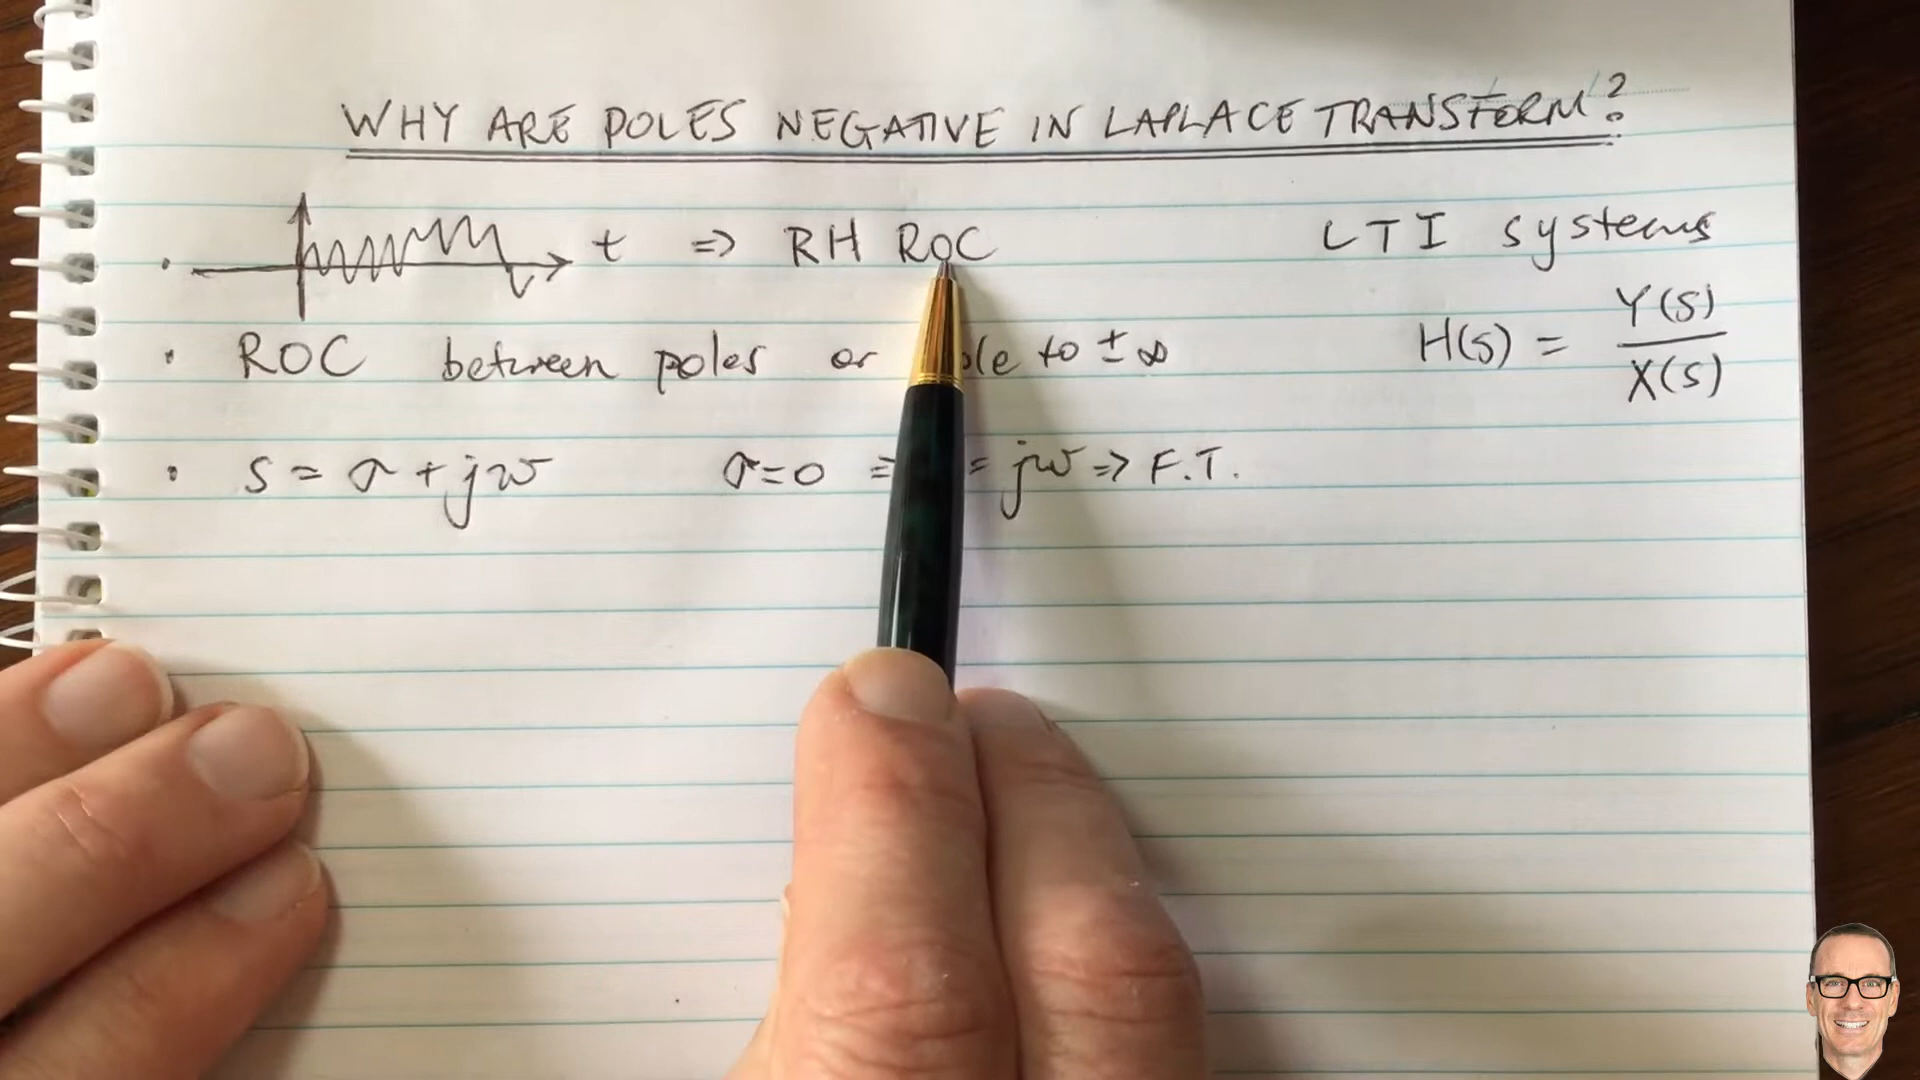 WHY ARE POLES NEGATIVE IN LAPLACE TRANSFORM?
t ⇒ RH ROC
LTI systems
H(s) = Y(s) / X(s)
• ROC between poles or to ± ∞
• s = σ + jω σ=0 ⇒ = jω ⇒ F.T.